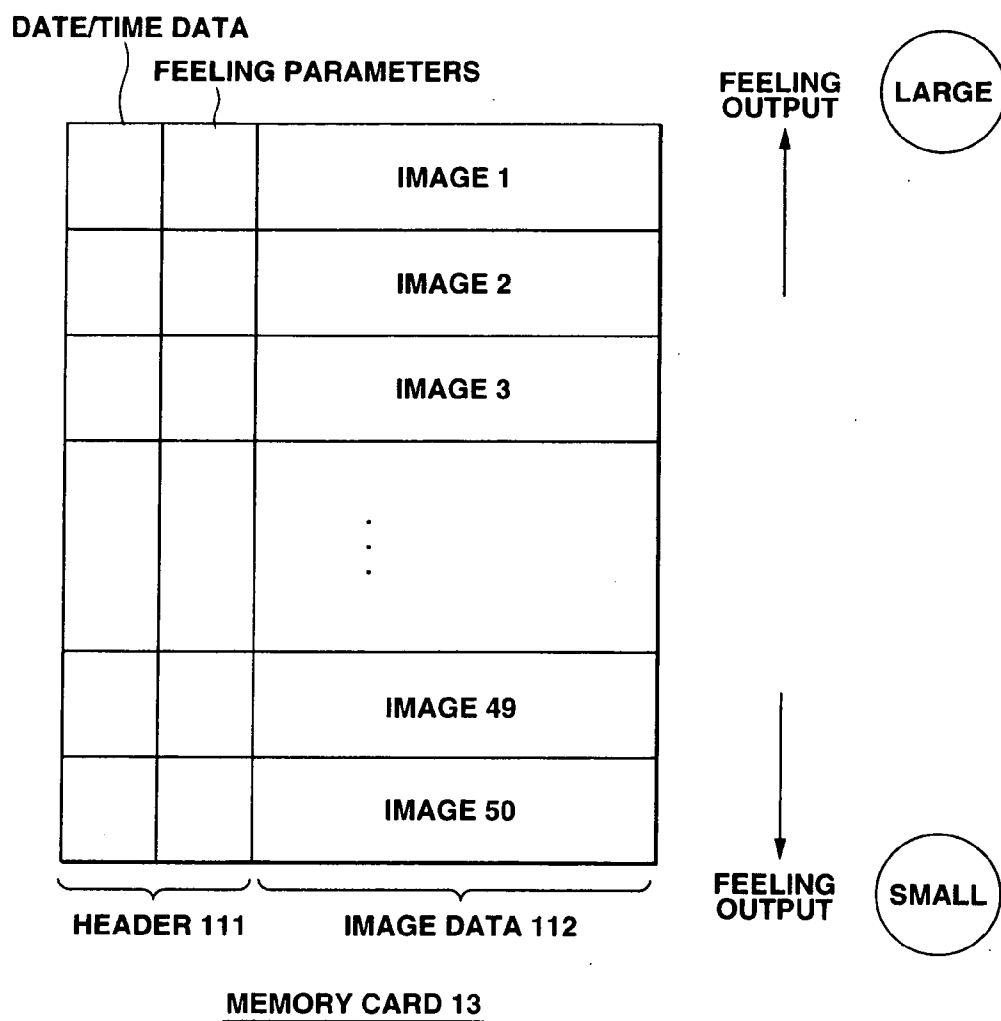 DATE/TIME DATA
FEELING PARAMETERS
FEELING
OUTPUT
LARGE
IMAGE 1
IMAGE 2
IMAGE 3
IMAGE 49
IMAGE 50
FEELING
OUTPUT
SMALL
HEADER 111
IMAGE DATA 112
MEMORY CARD 13